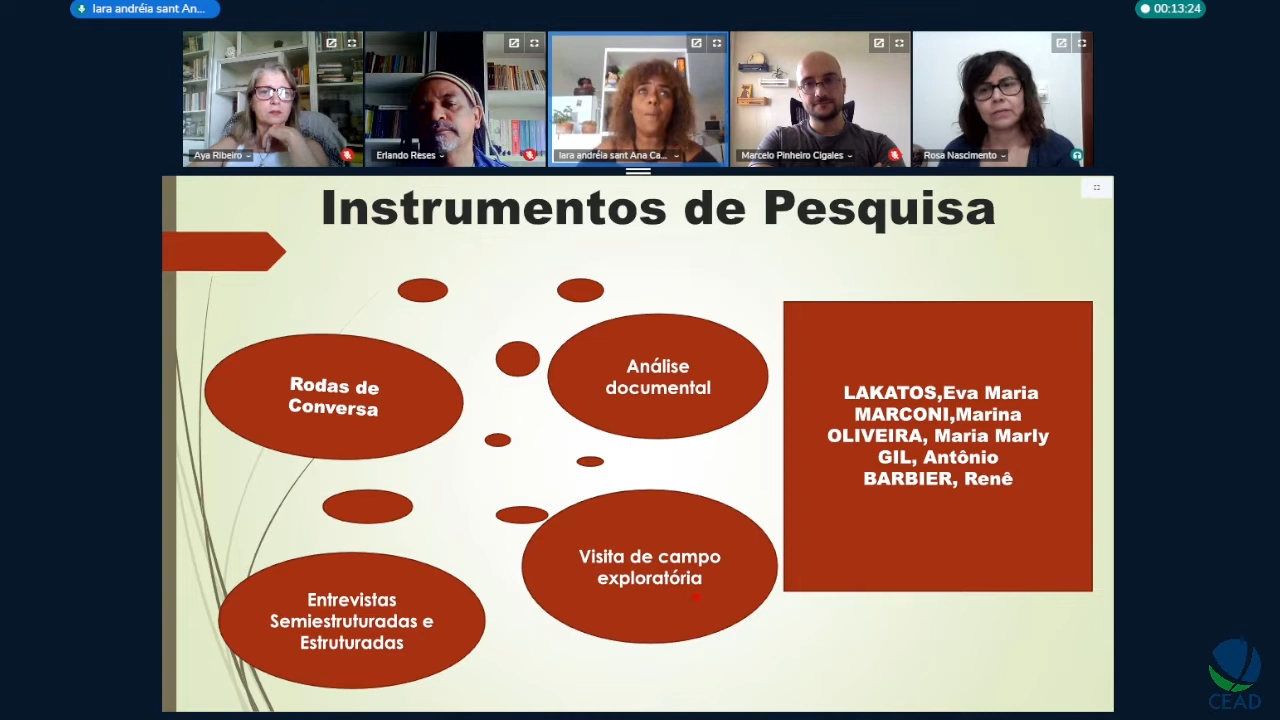 Iara andréia sant An...
00:13:24
Aya Ribeiro
Erlando Reses
Iara andréia sant Ana Ca...
Marcelo Pinheiro Cigales
Rosa Nascimento
Instrumentos de Pesquisa
Rodas de
Conversa
Análise
documental
LAKATOS,Eva Maria
MARCONI,Marina
OLIVEIRA, Maria Marly
GIL, Antônio
BARBIER, Renê
Entrevistas
Semiestruturadas e
Estruturadas
Visita de campo
exploratória
CEAD